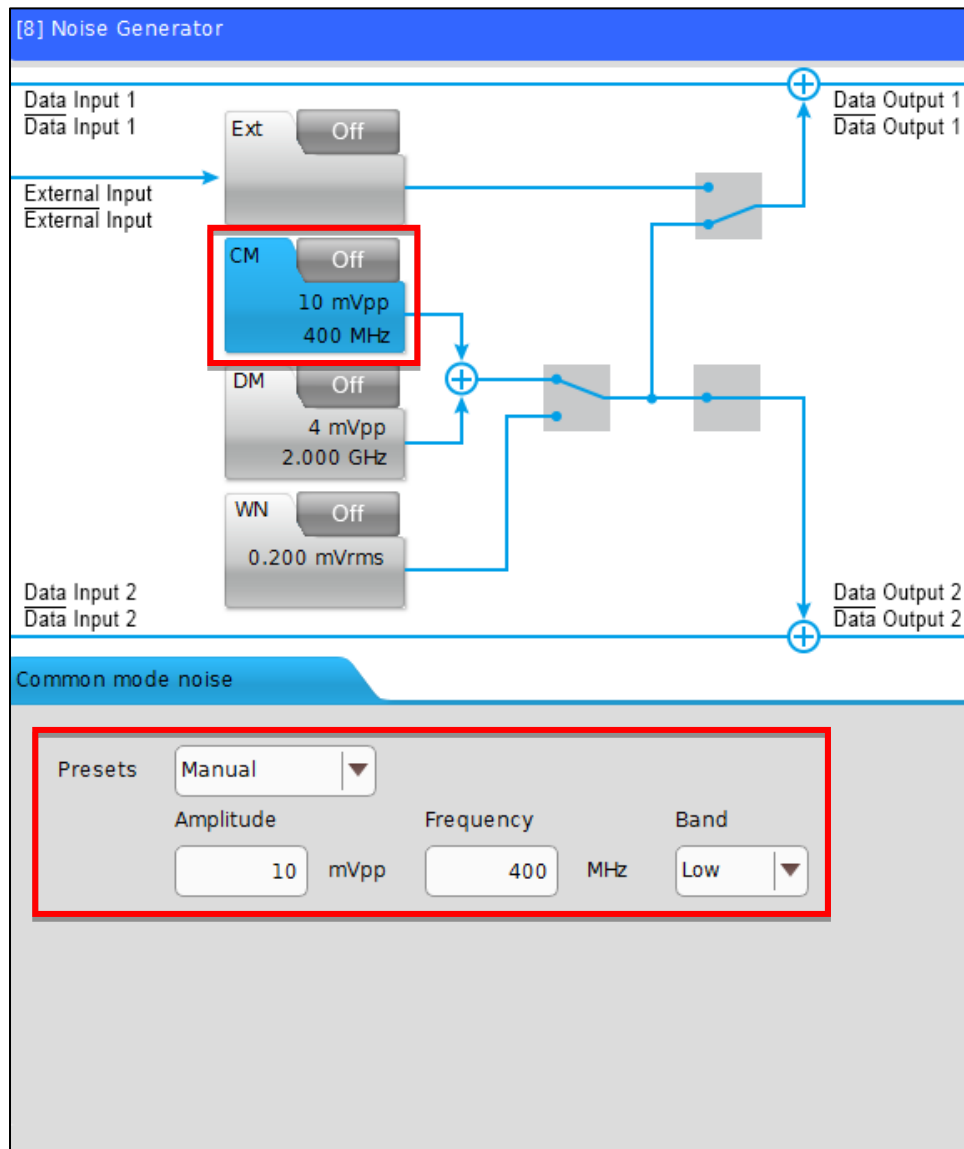 [8] Noise Generator
Data Input 1
Data Input 1
Data Output 1
Data Output 1
Ext
Off
External Input
External Input
CM
Off
10 mVpp
400 MHz
DM
Off
4 mVpp
2.000 GHz
WN
Off
0.200 mVrms
Data Input 2
Data Input 2
Data Output 2
Data Output 2
Common mode noise
Presets
Manual
Amplitude
Frequency
Band
10 mVpp
400 MHz
Low